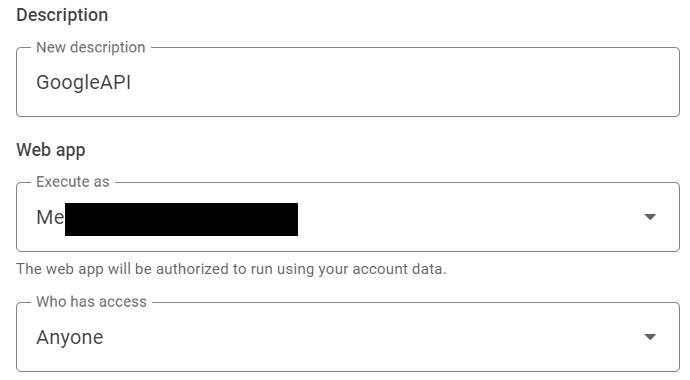 Description
New description
GoogleAPI
Web app
Execute as
Me
The web app will be authorized to run using your account data.
Who has access
Anyone